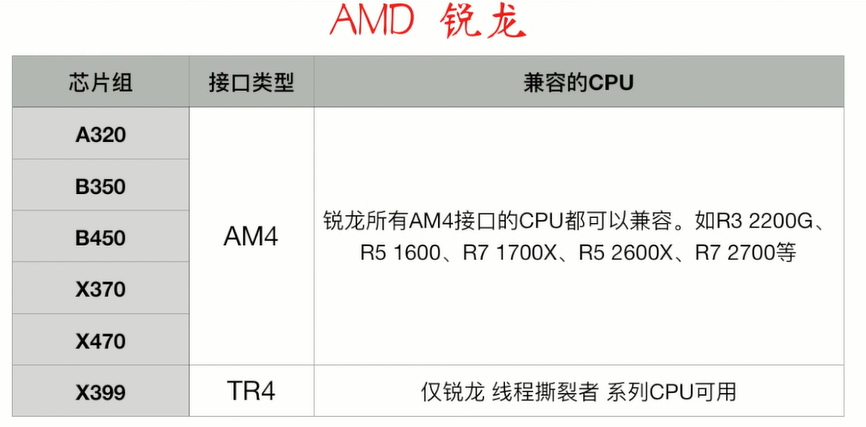 AMD 锐龙
芯片组 接口类型 兼容的CPU
A320
B350
B450
X370
X470
AM4
锐龙所有AM4接口的CPU都可以兼容。如R3 2200G、
R5 1600、R7 1700X、R5 2600X、R7 2700等
X399 TR4 仅锐龙 线程撕裂者 系列CPU可用